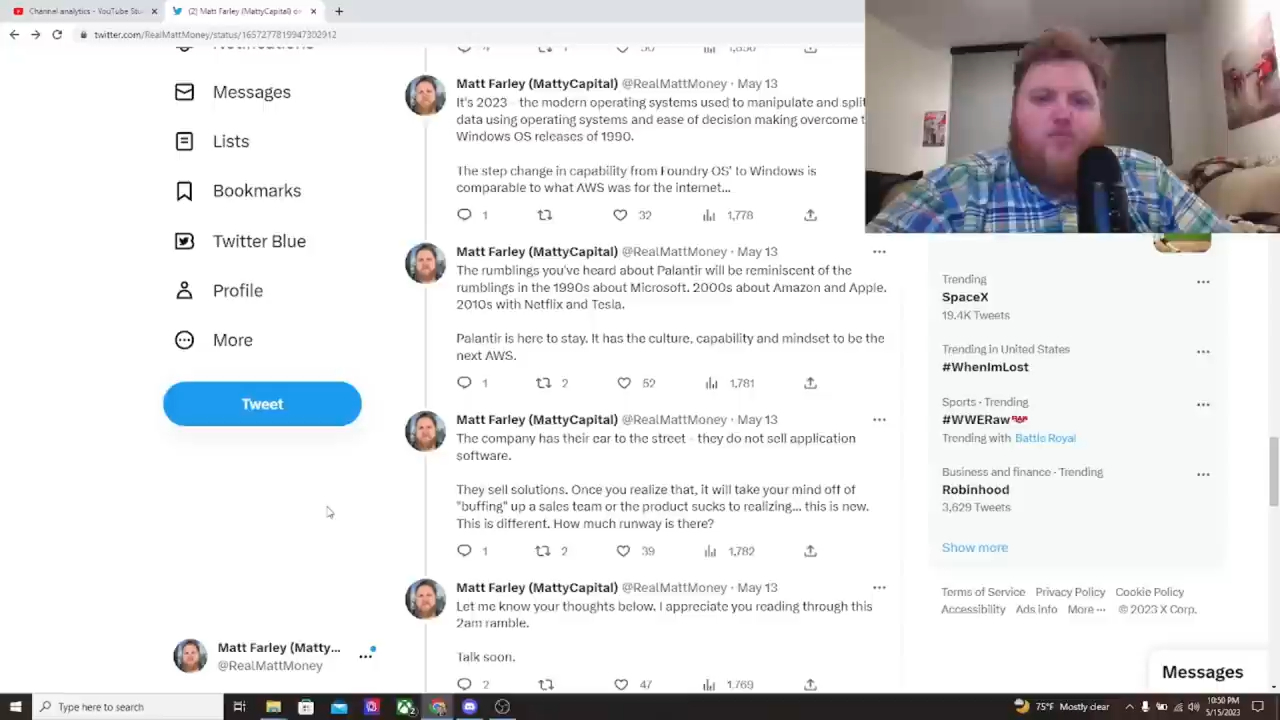 Channel analytics - YouTube Stu
(2) Matt Farley (MattyCapital) o
twitter.com/RealMattMoney/status/1657277819947302912
Notifications
Messages
Lists
Bookmarks
Twitter Blue
Profile
More
Tweet
Matt Farley (Matty...
@RealMattMoney
Matt Farley (MattyCapital) @RealMattMoney · May 13
It's 2023 - the modern operating systems used to manipulate and split
data using operating systems and ease of decision making overcome t
Windows OS releases of 1990.
The step change in capability from Foundry OS' to Windows is
comparable to what AWS was for the internet...
1 32 1,778
Matt Farley (MattyCapital) @RealMattMoney · May 13
The rumblings you've heard about Palantir will be reminiscent of the
rumblings in the 1990s about Microsoft. 2000s about Amazon and Apple.
2010s with Netflix and Tesla.
Palantir is here to stay. It has the culture, capability and mindset to be the
next AWS.
1 2 52 1,781
Matt Farley (MattyCapital) @RealMattMoney · May 13
The company has their ear to the street - they do not sell application
software.
They sell solutions. Once you realize that, it will take your mind off of
"buffing" up a sales team or the product sucks to realizing... this is new.
This is different. How much runway is there?
1 2 39 1,782
Matt Farley (MattyCapital) @RealMattMoney · May 13
Let me know your thoughts below. I appreciate you reading through this
2am ramble.
Talk soon.
2 47 1,769
Trending
SpaceX
19.4K Tweets
Trending in United States
#WhenImLost
Sports · Trending
#WWERaw
Trending with Battle Royal
Business and finance · Trending
Robinhood
3,629 Tweets
Show more
Terms of Service Privacy Policy Cookie Policy
Accessibility Ads info More ··· © 2023 X Corp.
Messages
Type here to search
75°F Mostly clear
10:50 PM
5/15/2023